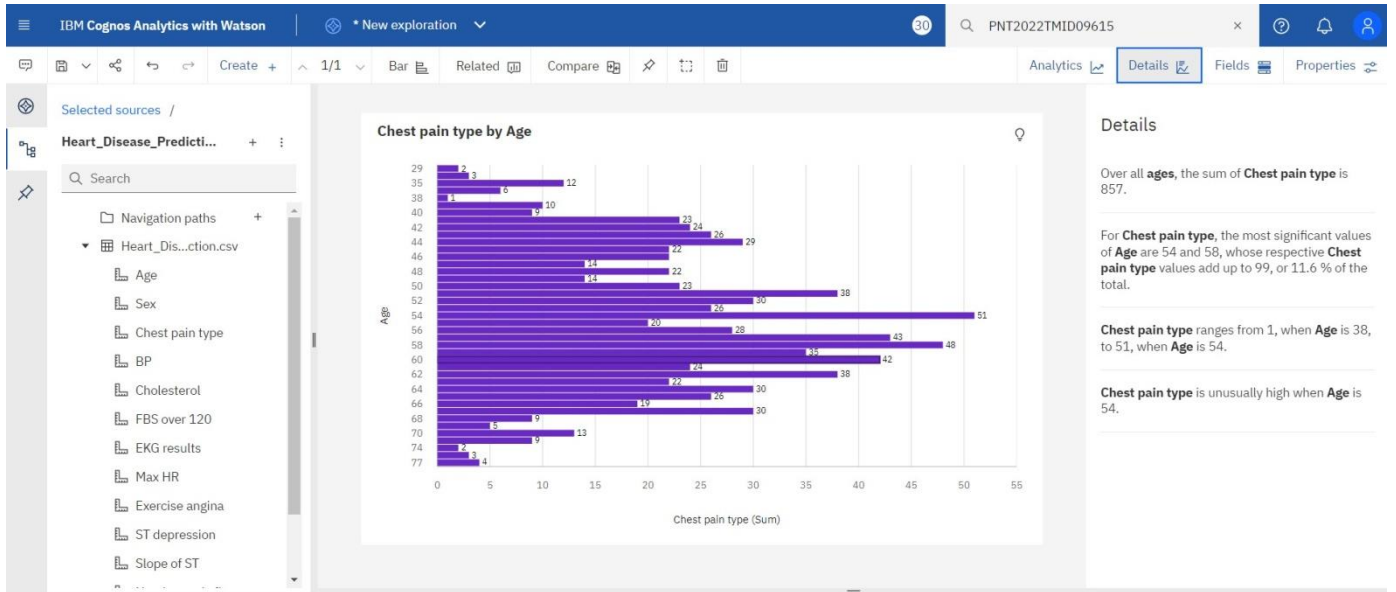 IBM Cognos Analytics with Watson
* New exploration
30
PNT2022TMID09615
Create +
1/1
Bar
Related
Compare
Analytics
Details
Fields
Properties
Selected sources /
Heart_Disease_Predicti...
Search
Navigation paths
Heart_Dis...ction.csv
Age
Sex
Chest pain type
BP
Cholesterol
FBS over 120
EKG results
Max HR
Exercise angina
ST depression
Slope of ST
Chest pain type by Age
Age
29
35
38
40
42
44
46
48
50
52
54
56
58
60
62
64
66
68
70
74
77
2
3
12
6
1
10
9
23
24
26
29
22
14
22
14
23
38
30
26
51
20
28
43
48
35
42
24
38
22
30
26
19
30
9
5
13
9
2
3
4
0 5 10 15 20 25 30 35 40 45 50 55
Chest pain type (Sum)
Details
Over all ages, the sum of Chest pain type is
857.
For Chest pain type, the most significant values
of Age are 54 and 58, whose respective Chest
pain type values add up to 99, or 11.6 % of the
total.
Chest pain type ranges from 1, when Age is 38,
to 51, when Age is 54.
Chest pain type is unusually high when Age is
54.